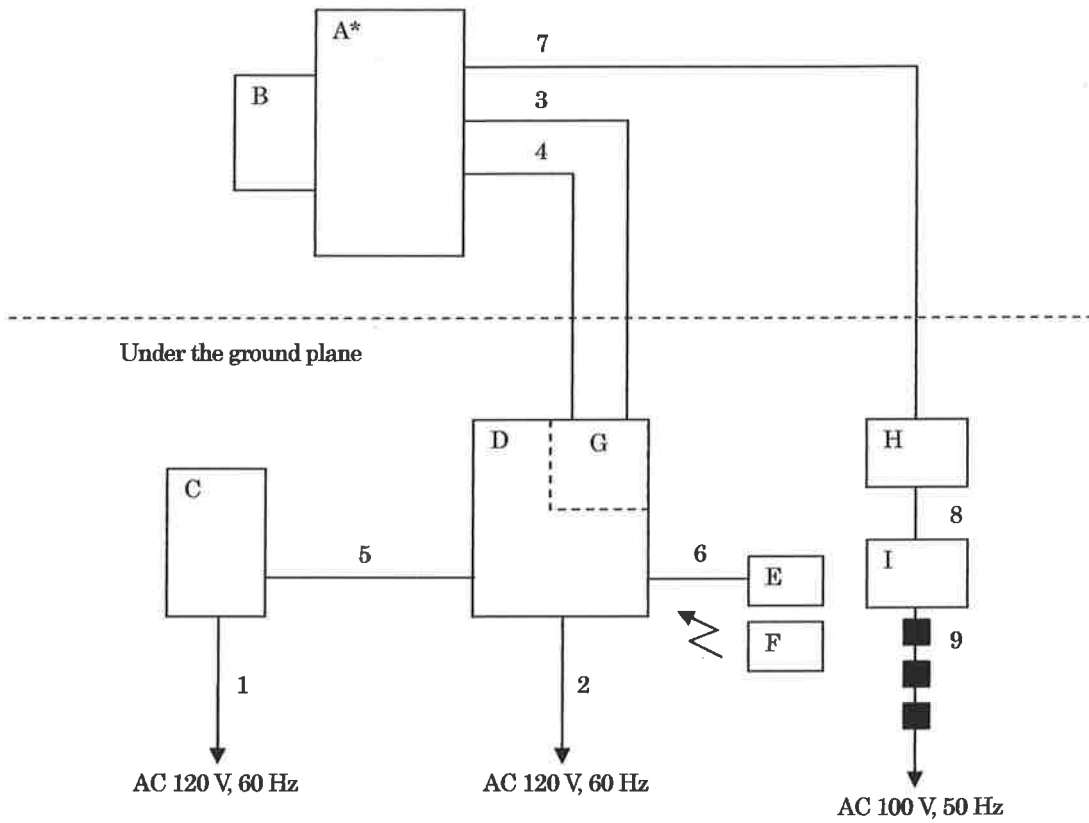 A*
7
B
3
4
Under the ground plane
D
G
H
C
8
5
6
E
I
F
9
1
2
AC 120 V, 60 Hz
AC 120 V, 60 Hz
AC 100 V, 50 Hz